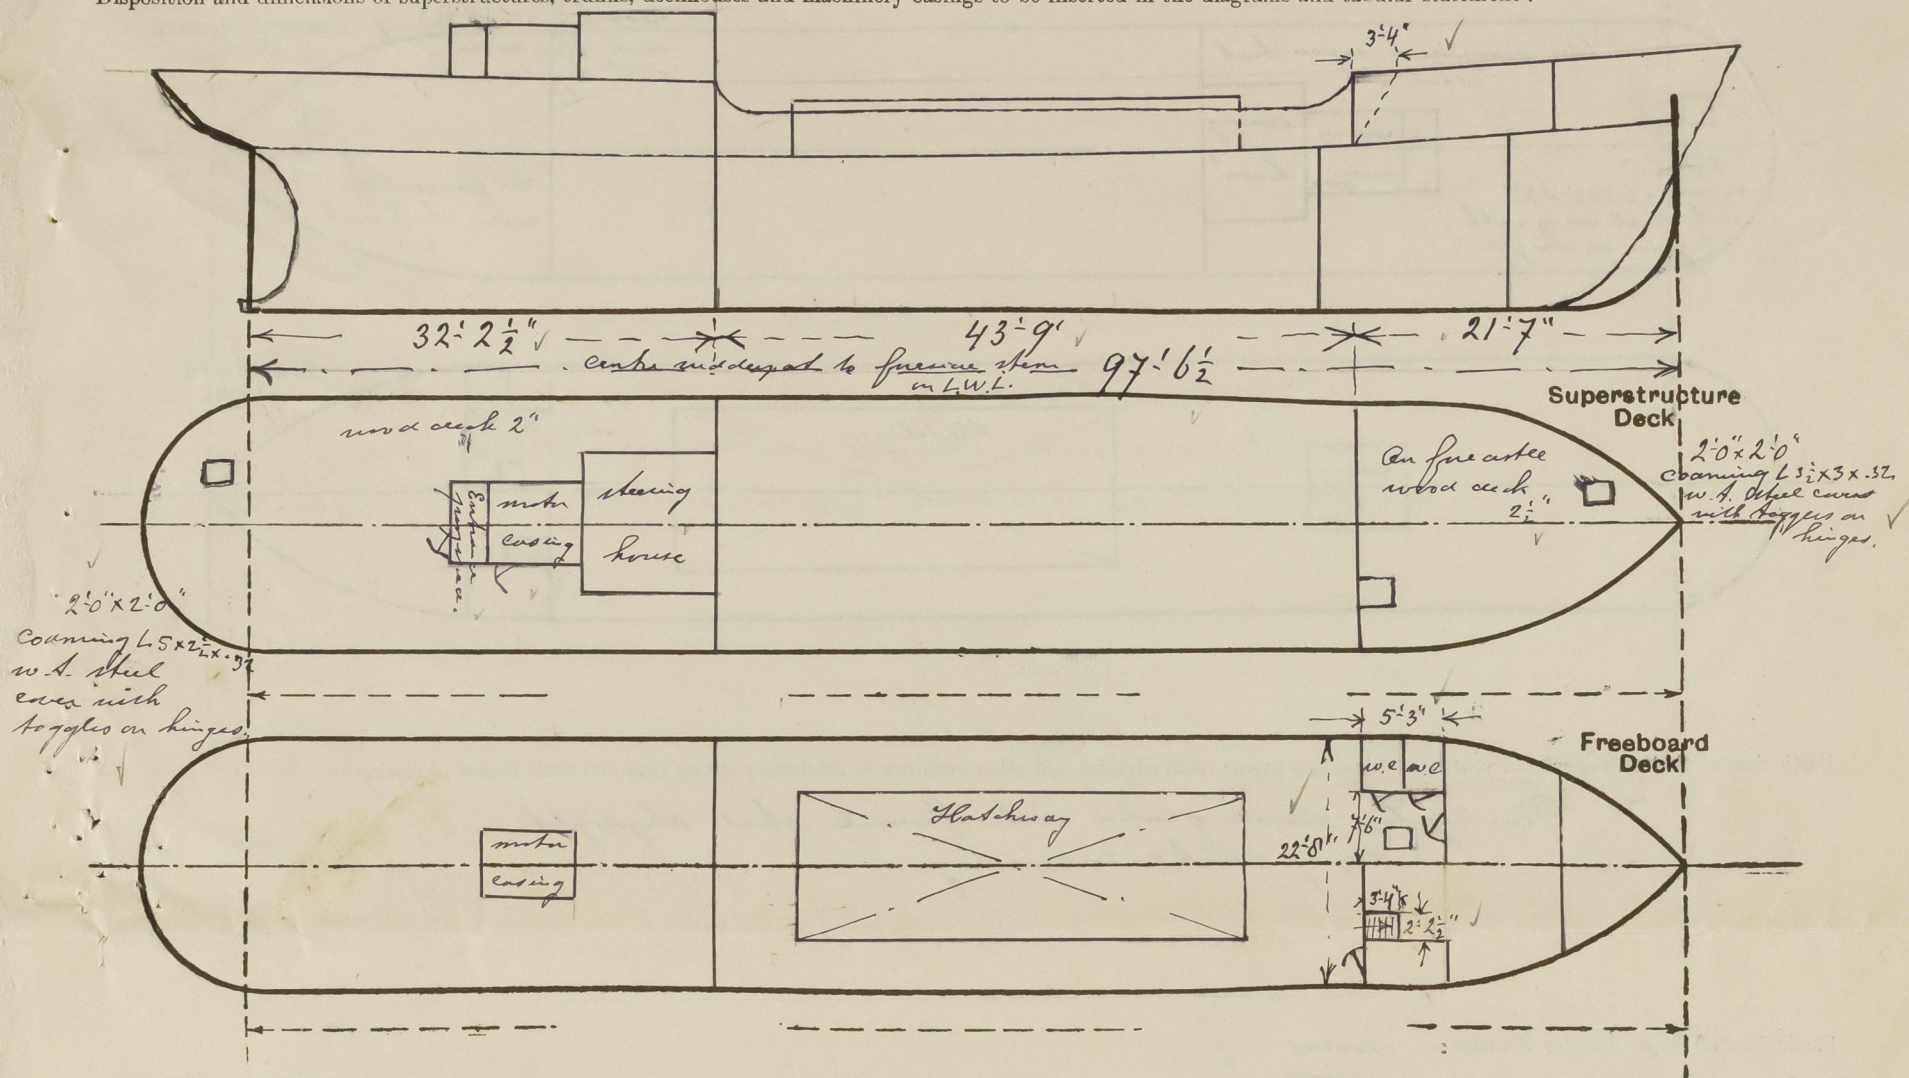 Disposition and dimensions of superstructures, trunks, deckhouses and machinery casings to be inserted in the diagrams and tabular statement:
3'-4"
32'-2½"
43'-9'
21'-7"
centre rudderpost to foreside stem
on L.W.L.
97'-6½
Superstructure
Deck
wood deck 2"
Entrance
motor
casing
steering
house
On forcastle
wood deck
2½"
2'-0" x 2'-0"
coaming L 3½ x 3 x .32
w.t. steel cover
with toggles on
hinges.
2'-0" x 2'-0"
coaming L 5 x 2½ x .32
w.t. steel
cover with
toggles on hinges.
5'-3"
Freeboard
Deck
w.c w.c
Hatchway
7'-6"
22'-8"
motor
casing
3'-4"
2'-2½"